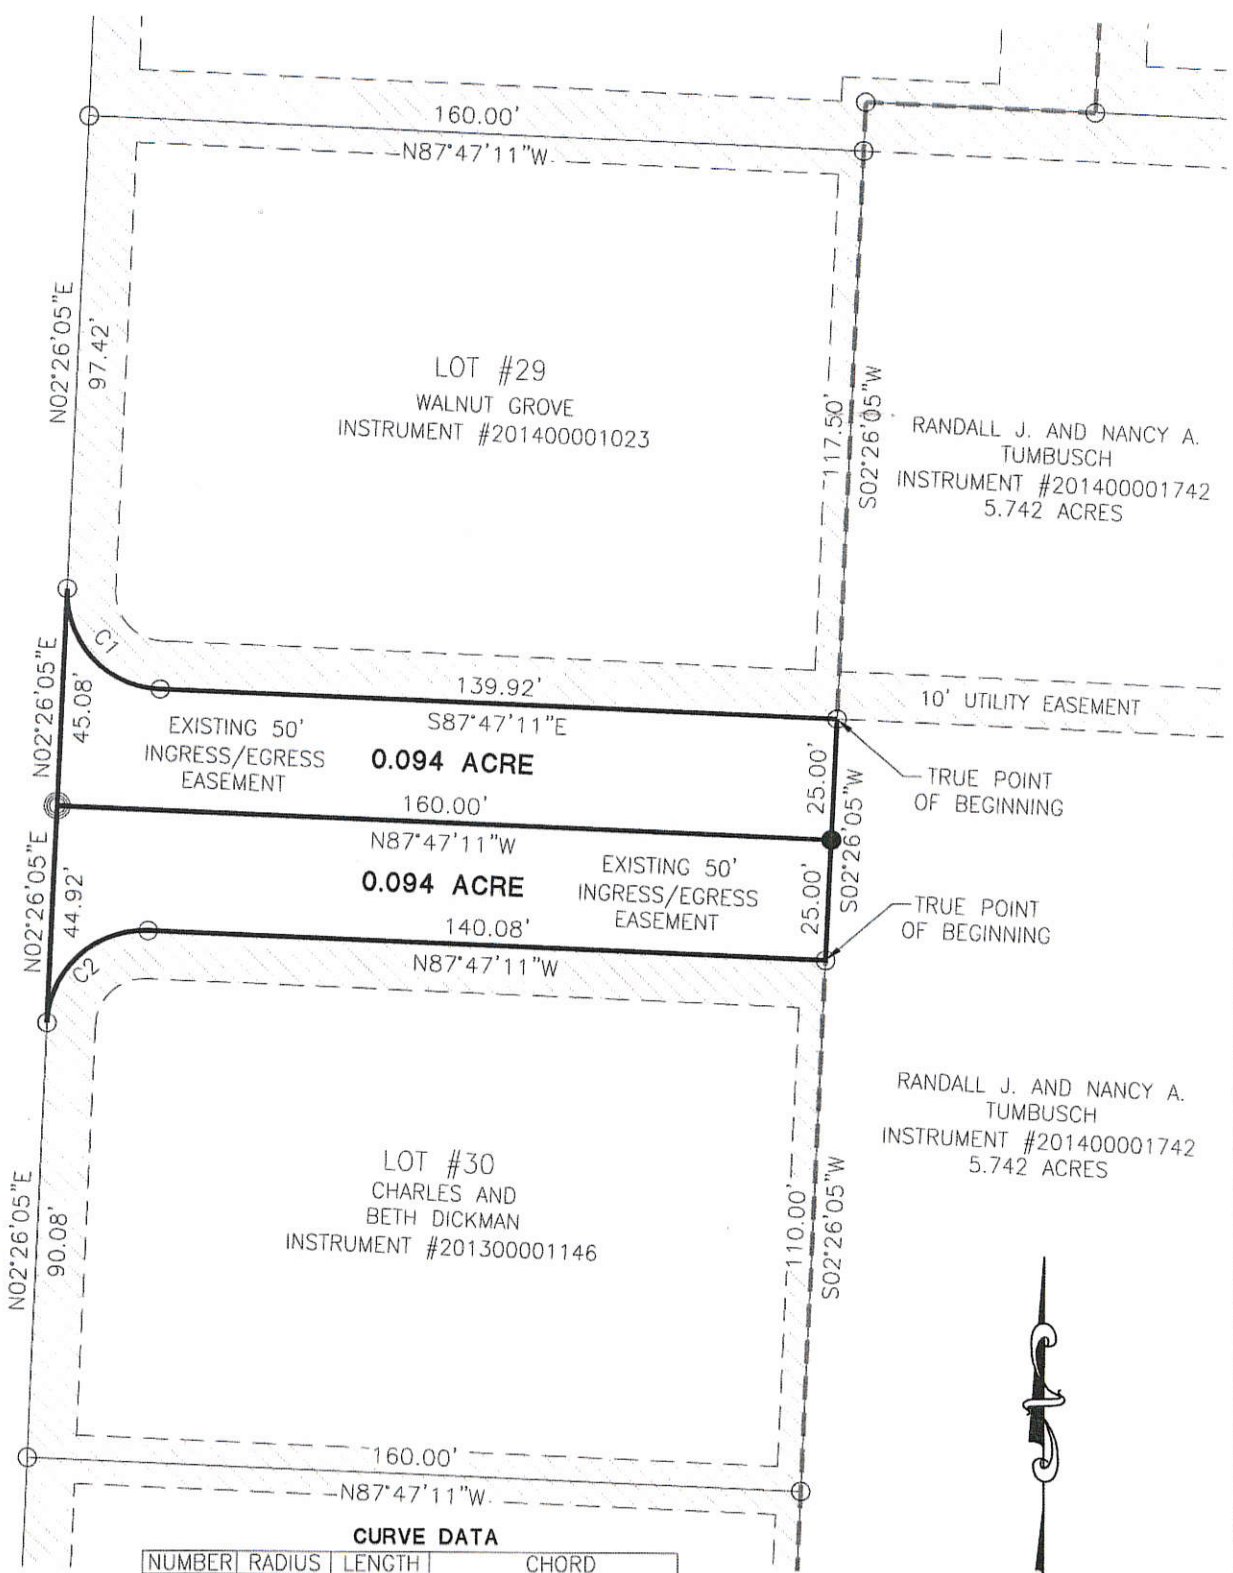 160.00'
N87°47'11"W
N02°26'05"E
97.42'
LOT #29
WALNUT GROVE
INSTRUMENT #201400001023
117.50'
S02°26'05"W
RANDALL J. AND NANCY A.
TUMBUSCH
INSTRUMENT #201400001742
5.742 ACRES
C1
N02°26'05"E
45.08'
139.92'
S87°47'11"E
10' UTILITY EASEMENT
EXISTING 50'
INGRESS/EGRESS
EASEMENT
0.094 ACRE
25.00'
S02°26'05"W
TRUE POINT
OF BEGINNING
160.00'
N87°47'11"W
N02°26'05"E
44.92'
0.094 ACRE
EXISTING 50'
INGRESS/EGRESS
EASEMENT
25.00'
TRUE POINT
OF BEGINNING
140.08'
N87°47'11"W
C2
RANDALL J. AND NANCY A.
TUMBUSCH
INSTRUMENT #201400001742
5.742 ACRES
LOT #30
CHARLES AND
BETH DICKMAN
INSTRUMENT #201300001146
N02°26'05"E
90.08'
110.00'
S02°26'05"W
160.00'
N87°47'11"W
CURVE DATA
NUMBER RADIUS LENGTH CHORD